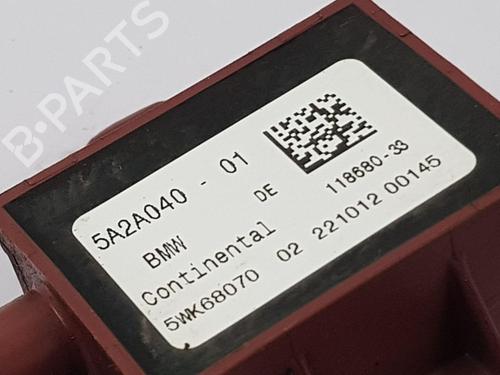 B-PARTS
5A2A040 - 01
BMW DE 118680-33
Continental
5WK68070 02 221012 00145